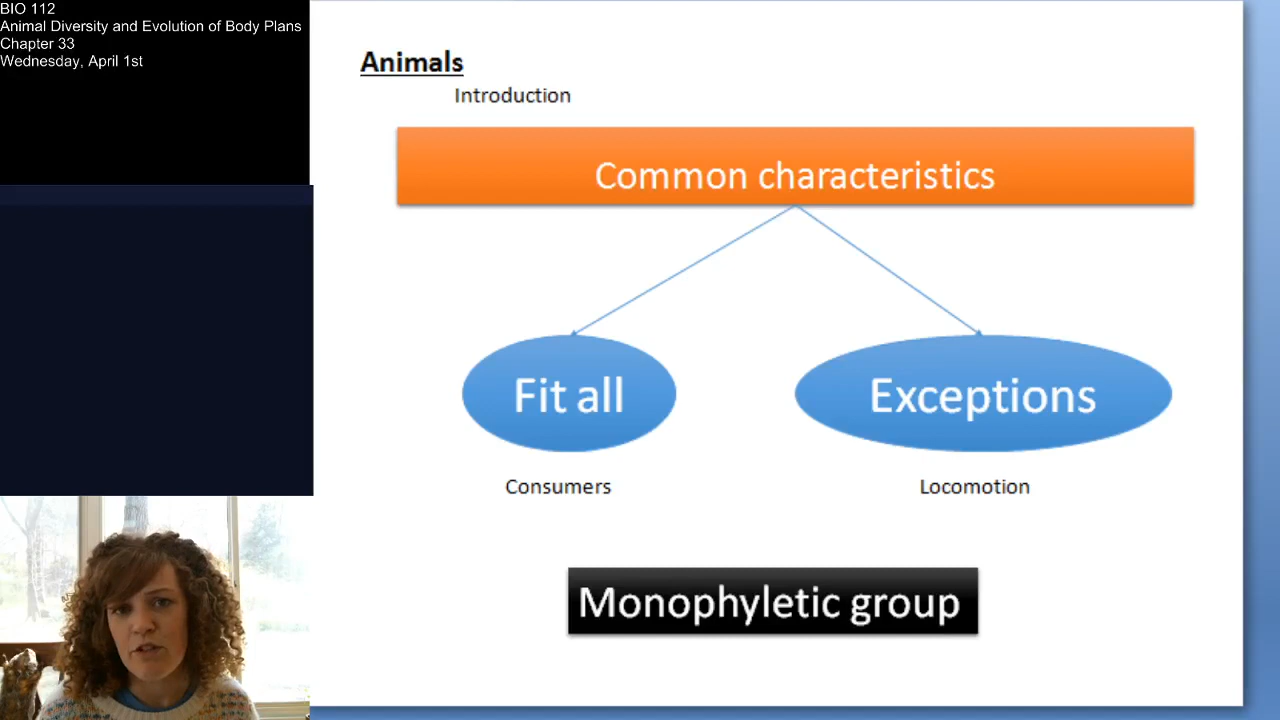 BIO 112
Animal Diversity and Evolution of Body Plans
Chapter 33
Wednesday, April 1st
Animals
Introduction
Common characteristics
Fit all
Exceptions
Consumers
Locomotion
Monophyletic group